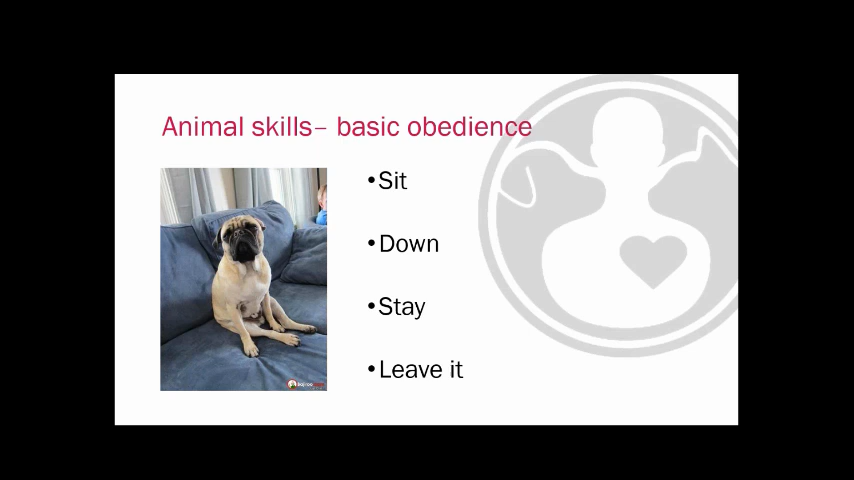 Animal skills– basic obedience
•Sit
•Down
•Stay
•Leave it